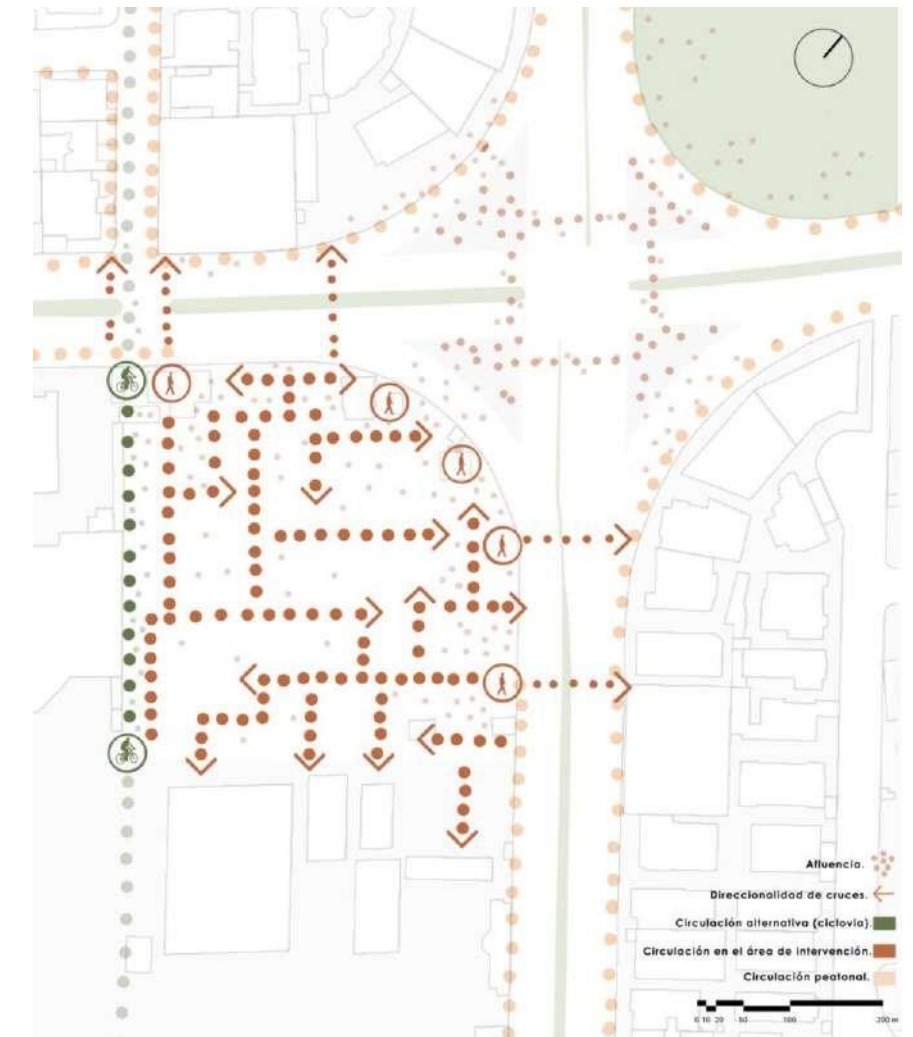 Afluencia.
Direccionalidad de cruces.
Circulación alternativa (ciclovia).
Circulación en el área de intervención.
Circulación peatonal.
0 10 20 50 100 200 m